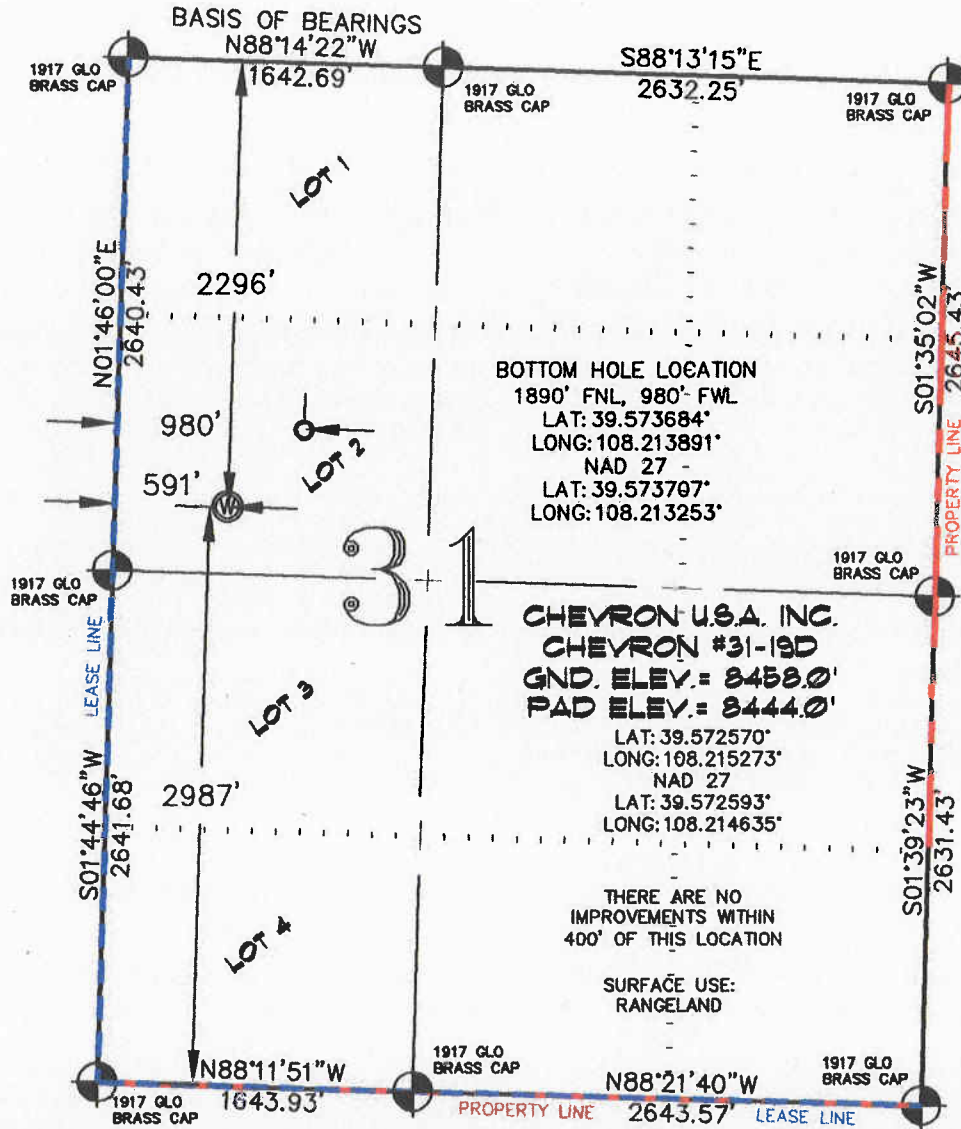 BASIS OF BEARINGS
N88°14'22"W
1642.69'
S88°13'15"E
2632.25'
1917 GLO
BRASS CAP
1917 GLO
BRASS CAP
1917 GLO
BRASS CAP
LOT 1
N01°46'00"E
2640.43'
2296'
S01°35'02"W
2645.43'
BOTTOM HOLE LOCATION
1890' FNL, 980' FWL
LAT: 39.573684°
LONG: 108.213891°
NAD 27
LAT: 39.573707°
LONG: 108.213253°
980'
LOT 2
591'
W
PROPERTY LINE
1917 GLO
BRASS CAP
31
1917 GLO
BRASS CAP
CHEVRON U.S.A. INC.
CHEVRON #31-19D
GND. ELEV.= 8458.0'
PAD ELEV.= 8444.0'
LAT: 39.572570°
LONG: 108.215273°
NAD 27
LAT: 39.572593°
LONG: 108.214635°
LEASE LINE
LOT 3
S01°44'46"W
2641.68'
2987'
S01°39'23"W
2631.43'
LOT 4
THERE ARE NO
IMPROVEMENTS WITHIN
400' OF THIS LOCATION
SURFACE USE:
RANGELAND
1917 GLO
BRASS CAP
N88°11'51"W
1643.93'
1917 GLO
BRASS CAP
PROPERTY LINE
N88°21'40"W
2643.57'
LEASE LINE
1917 GLO
BRASS CAP